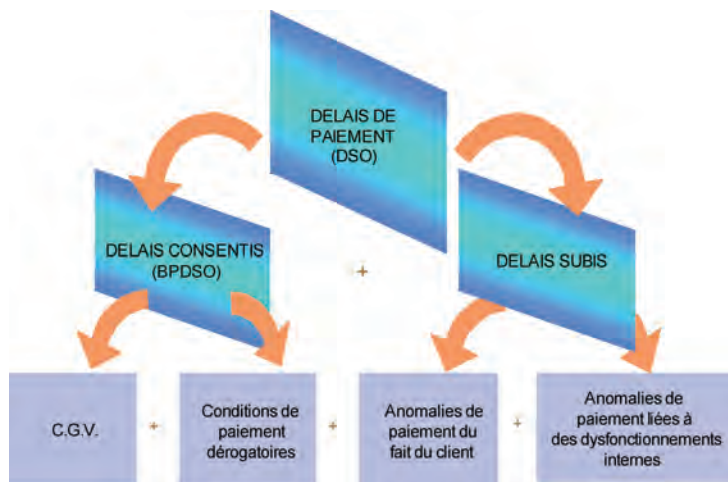 DELAIS DE
PAIEMENT
(DSO)
DELAIS CONSENTIS
(BPDSO)
+
DELAIS SUBIS
C.G.V.
+
Conditions de
paiement
dérogatoires
+
Anomalies de
paiement du
fait du client
+
Anomalies de
paiement liées à
des dysfonctionnements
internes